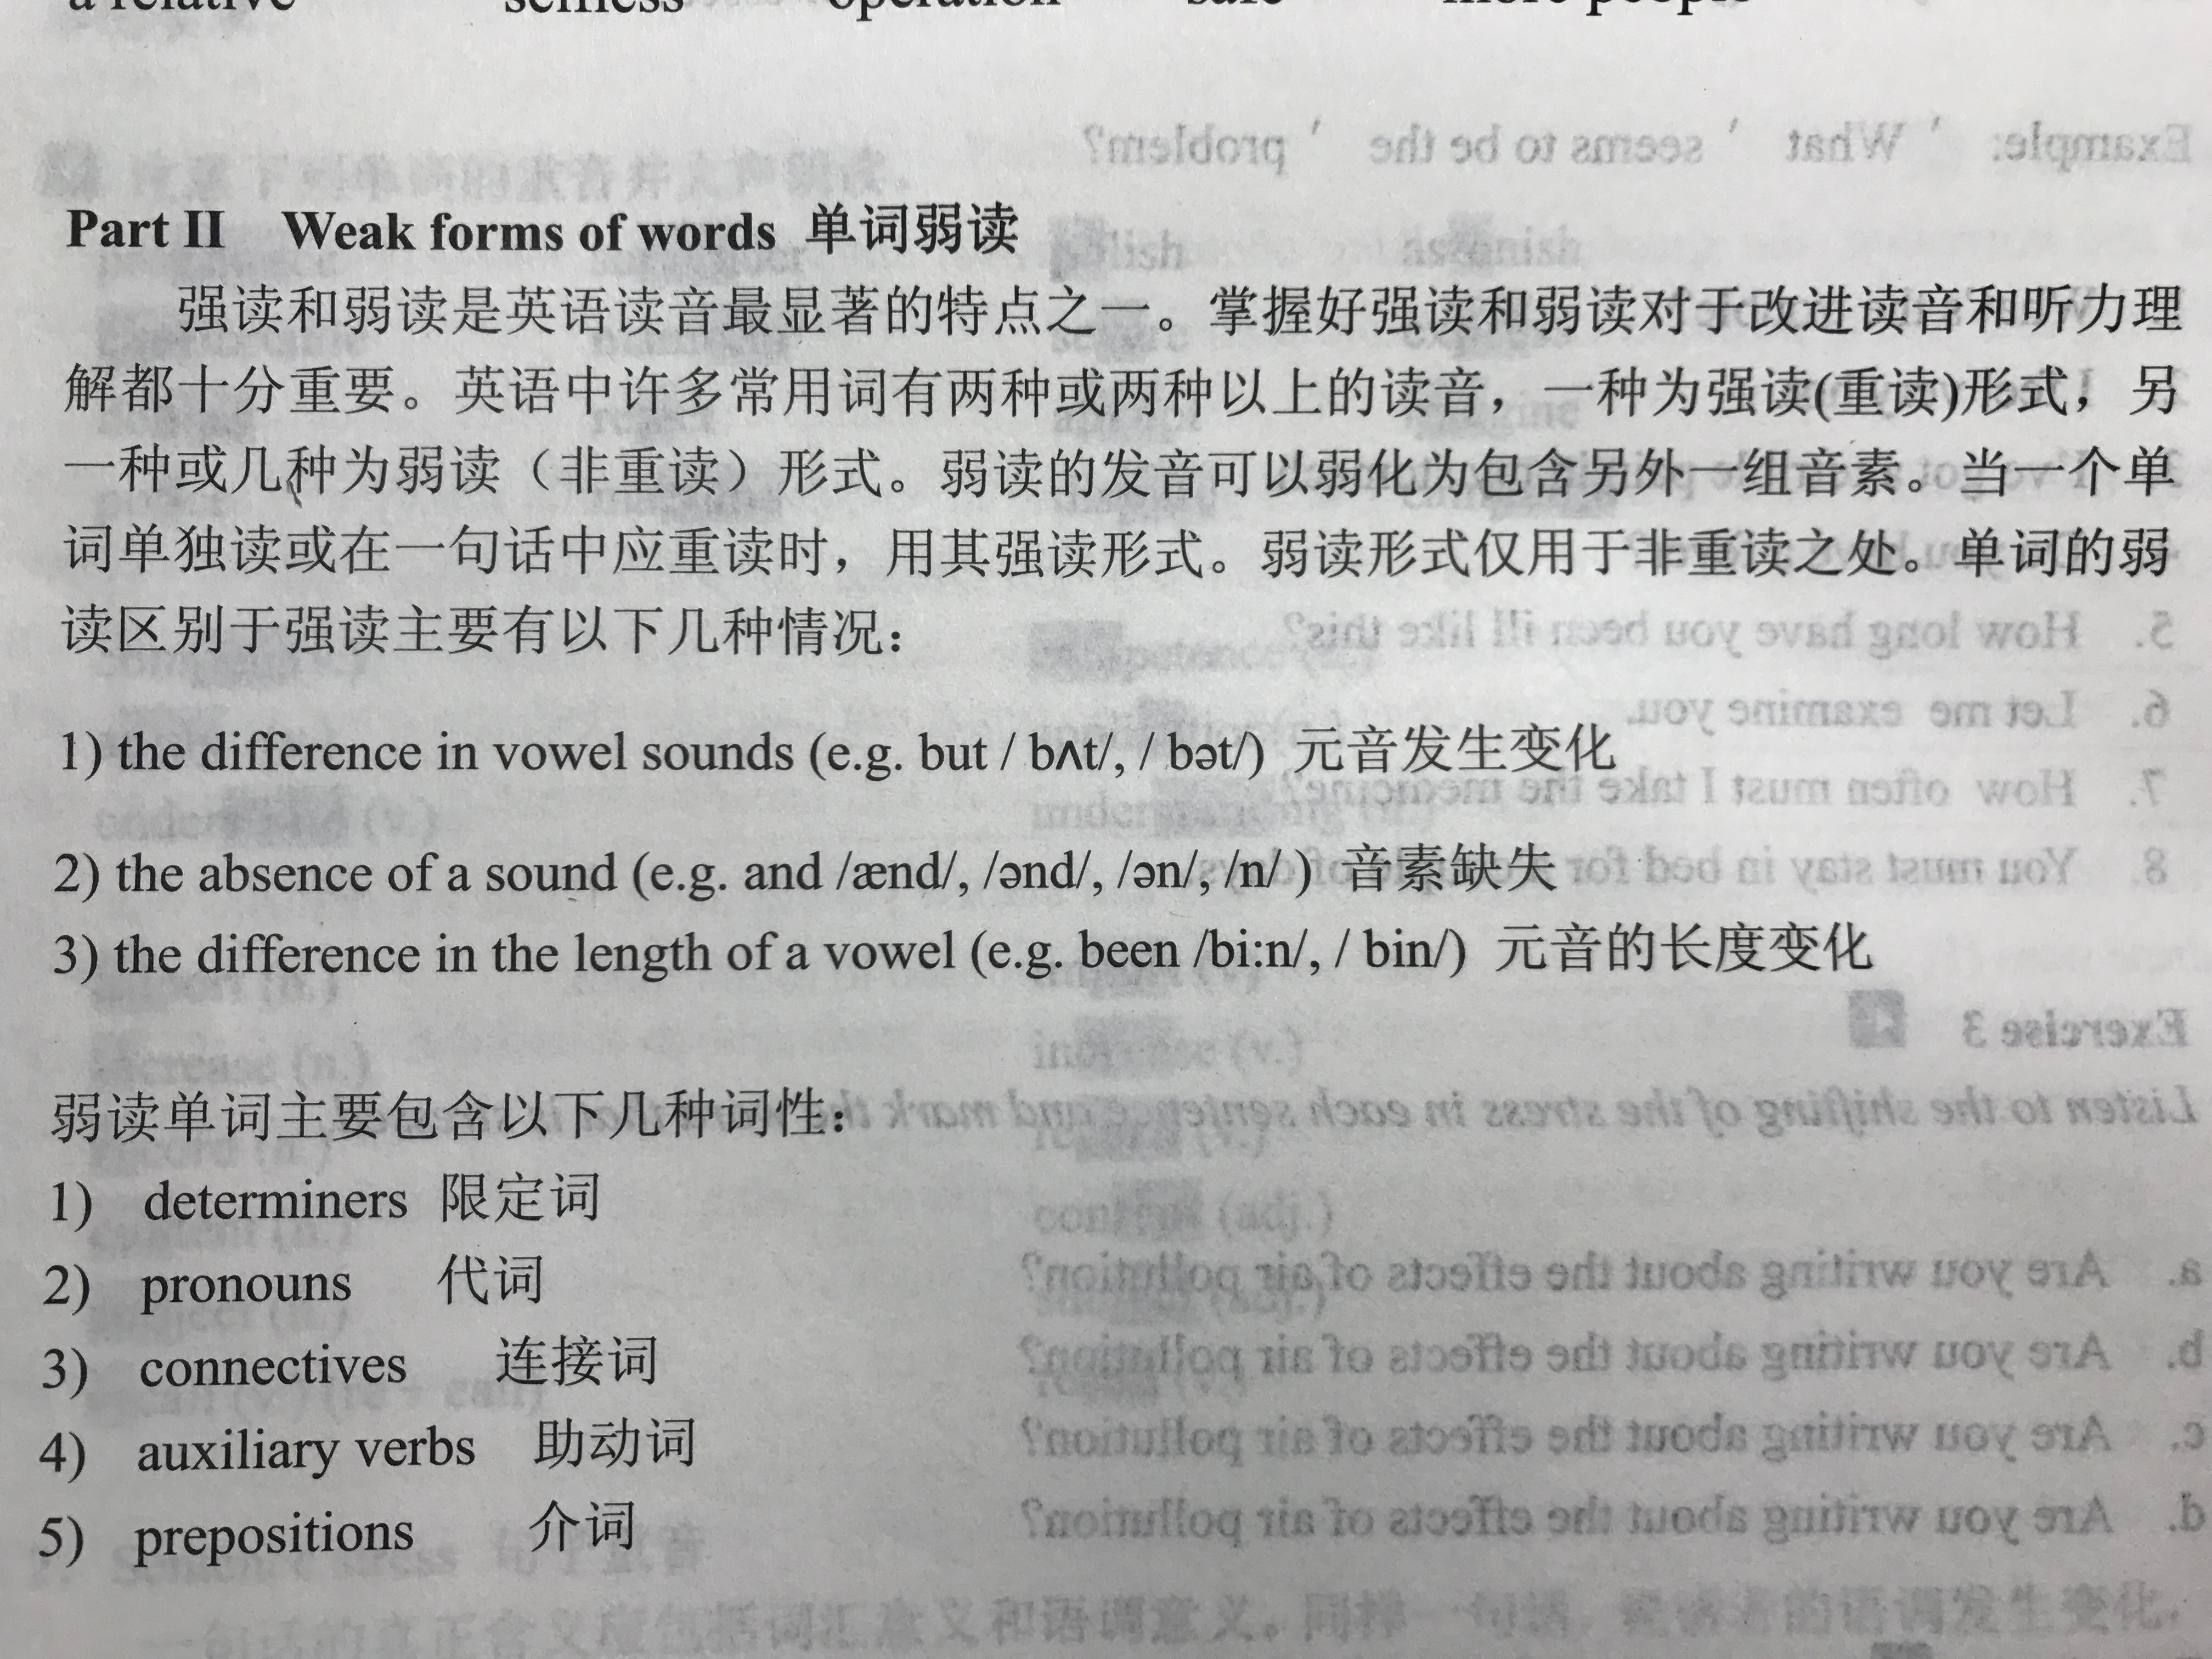 a relative selfless operation safe more people
Part II Weak forms of words 单词弱读
强读和弱读是英语读音最显著的特点之一。掌握好强读和弱读对于改进读音和听力理
解都十分重要。英语中许多常用词有两种或两种以上的读音，一种为强读(重读)形式，另
一种或几种为弱读（非重读）形式。弱读的发音可以弱化为包含另外一组音素。当一个单
词单独读或在一句话中应重读时，用其强读形式。弱读形式仅用于非重读之处。单词的弱
读区别于强读主要有以下几种情况：
1) the difference in vowel sounds (e.g. but / bʌt/, / bət/) 元音发生变化
2) the absence of a sound (e.g. and /ænd/, /ənd/, /ən/, /n/ ) 音素缺失
3) the difference in the length of a vowel (e.g. been /bi:n/, / bin/) 元音的长度变化
弱读单词主要包含以下几种词性：
1) determiners 限定词
2) pronouns 代词
3) connectives 连接词
4) auxiliary verbs 助动词
5) prepositions 介词